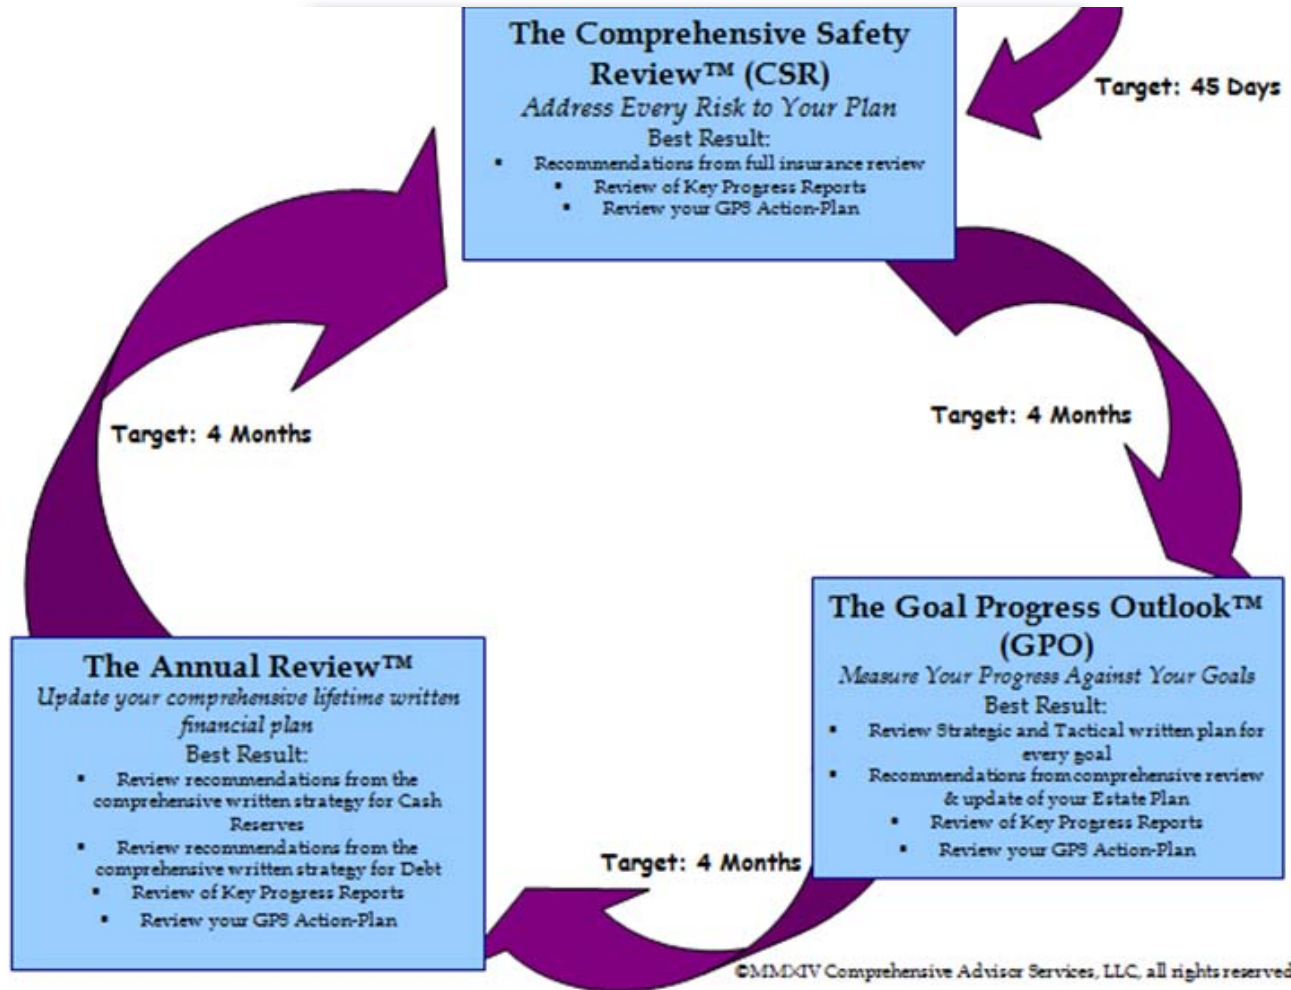 The Comprehensive Safety
Review™ (CSR)
Address Every Risk to Your Plan
Best Result:
▪ Recommendations from full insurance review
▪ Review of Key Progress Reports
▪ Review your GPS Action-Plan
Target: 45 Days
Target: 4 Months
Target: 4 Months
The Goal Progress Outlook™
(GPO)
Measure Your Progress Against Your Goals
Best Result:
▪ Review Strategic and Tactical written plan for
every goal
▪ Recommendations from comprehensive review
& update of your Estate Plan
▪ Review of Key Progress Reports
▪ Review your GPS Action-Plan
The Annual Review™
Update your comprehensive lifetime written
financial plan
Best Result:
▪ Review recommendations from the
comprehensive written strategy for Cash
Reserves
▪ Review recommendations from the
comprehensive written strategy for Debt
▪ Review of Key Progress Reports
▪ Review your GPS Action-Plan
Target: 4 Months
©MMXIV Comprehensive Advisor Services, LLC, all rights reserved